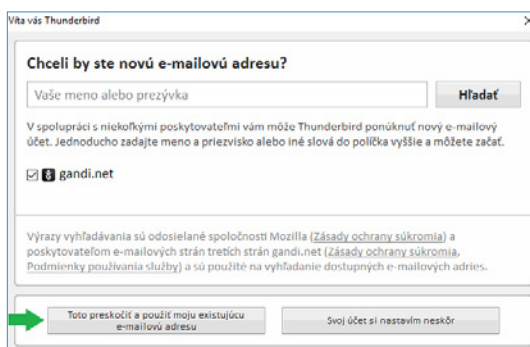 Víta vás Thunderbird
Chceli by ste novú e-mailovú adresu?
Vaše meno alebo prezývka
Hľadať
V spolupráci s niekoľkými poskytovateľmi vám môže Thunderbird ponúknuť nový e-mailový
účet. Jednoducho zadajte meno a priezvisko alebo iné slová do políčka vyššie a môžete začať.
gandi.net
Výrazy vyhľadávania sú odosielané spoločnosti Mozilla (Zásady ochrany súkromia) a
poskytovateľom e-mailových strán tretích strán gandi.net (Zásady ochrany súkromia,
Podmienky používania služby) a sú použité na vyhľadanie dostupných e-mailových adries.
Toto preskočiť a použiť moju existujúcu
e-mailovú adresu
Svoj účet si nastavím neskôr